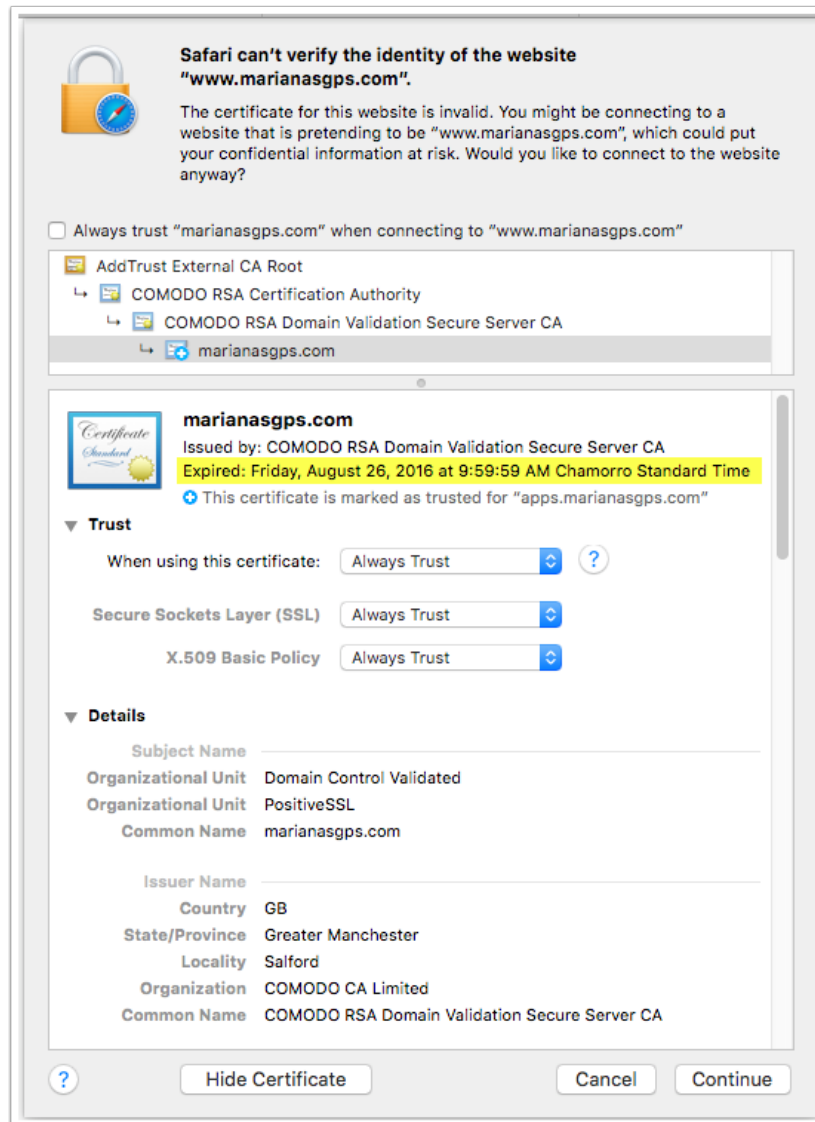 Safari can't verify the identity of the website
“www.marianasgps.com”.
The certificate for this website is invalid. You might be connecting to a
website that is pretending to be “www.marianasgps.com”, which could put
your confidential information at risk. Would you like to connect to the website
anyway?
Always trust “marianasgps.com” when connecting to “www.marianasgps.com”
AddTrust External CA Root
COMODO RSA Certification Authority
COMODO RSA Domain Validation Secure Server CA
marianasgps.com
Certificate
Standard
marianasgps.com
Issued by: COMODO RSA Domain Validation Secure Server CA
Expired: Friday, August 26, 2016 at 9:59:59 AM Chamorro Standard Time
This certificate is marked as trusted for “apps.marianasgps.com”
Trust
When using this certificate: Always Trust ?
Secure Sockets Layer (SSL) Always Trust
X.509 Basic Policy Always Trust
Details
Subject Name
Organizational Unit Domain Control Validated
Organizational Unit PositiveSSL
Common Name marianasgps.com
Issuer Name
Country GB
State/Province Greater Manchester
Locality Salford
Organization COMODO CA Limited
Common Name COMODO RSA Domain Validation Secure Server CA
? Hide Certificate Cancel Continue